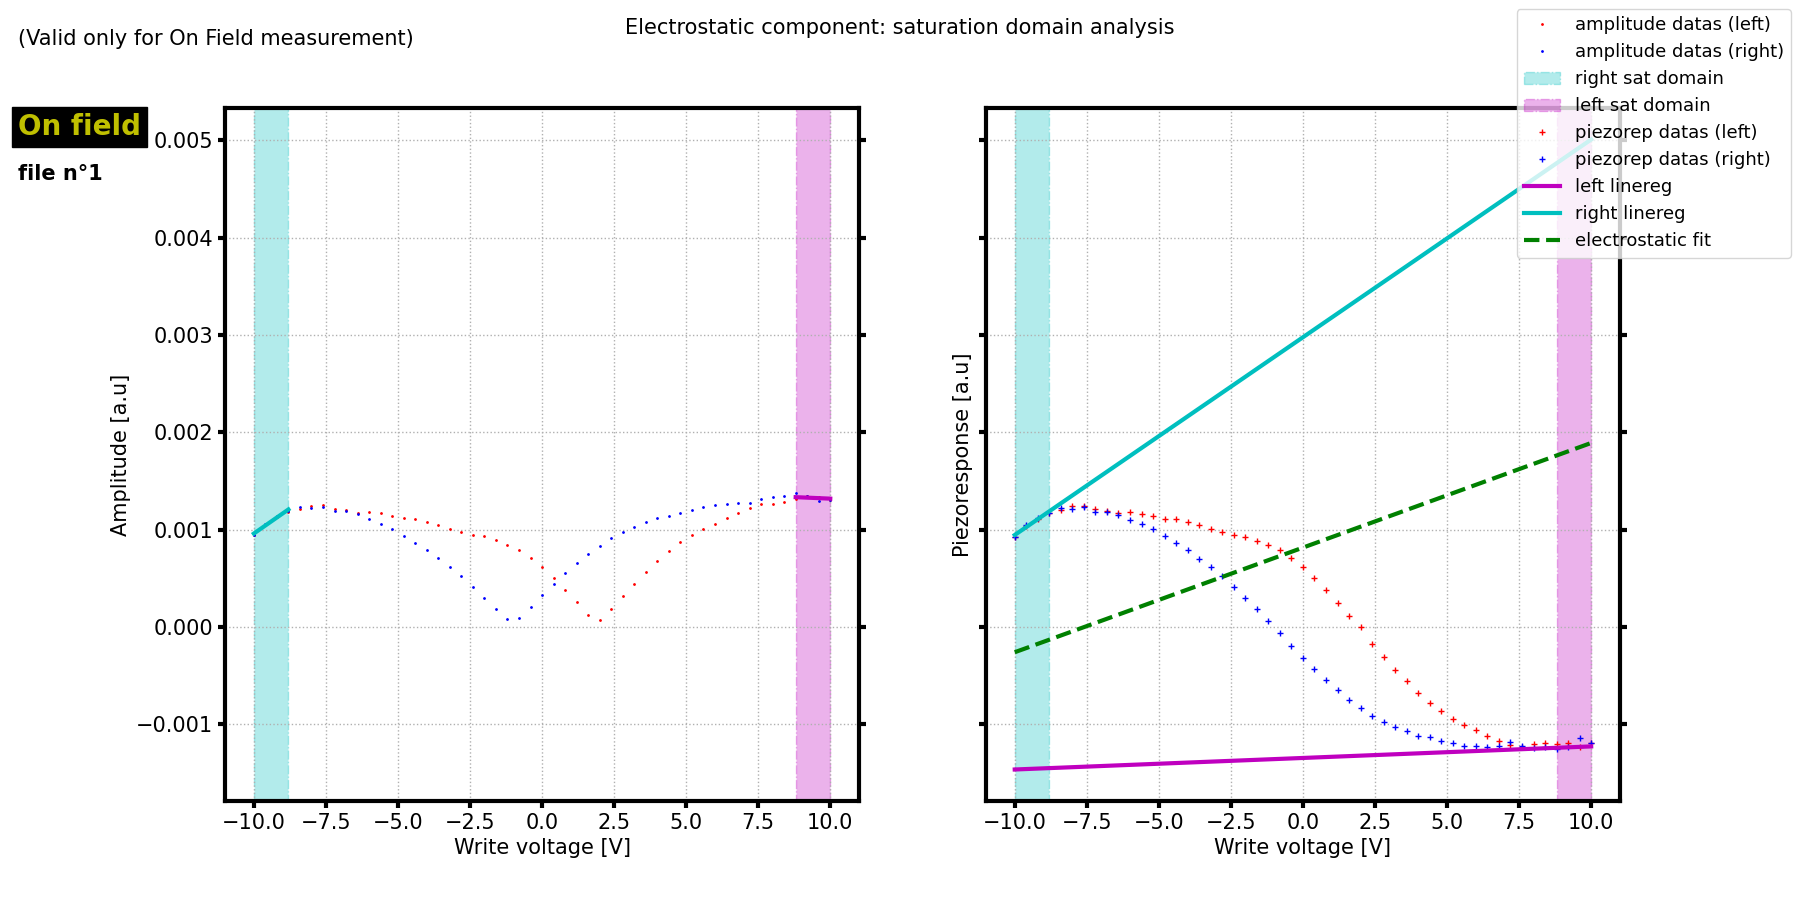 Electrostatic component: saturation domain analysis
(Valid only for On Field measurement)
On field
file n°1
0.005
0.004
0.003
0.002
0.001
0.000
−0.001
Amplitude [a.u]
−10.0 −7.5 −5.0 −2.5 0.0 2.5 5.0 7.5 10.0
Write voltage [V]
Piezoresponse [a.u]
−10.0 −7.5 −5.0 −2.5 0.0 2.5 5.0 7.5 10.0
Write voltage [V]
amplitude datas (left)
amplitude datas (right)
right sat domain
left sat domain
piezorep datas (left)
piezorep datas (right)
left linereg
right linereg
electrostatic fit